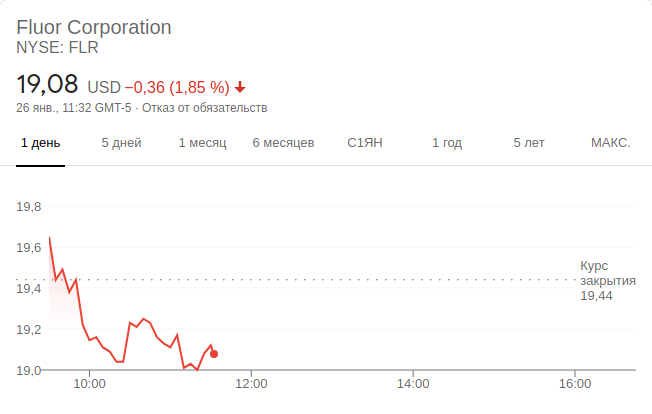 Fluor Corporation
NYSE: FLR
19,08 USD −0,36 (1,85 %)
26 янв., 11:32 GMT-5 · Отказ от обязательств
1 день 5 дней 1 месяц 6 месяцев С1ЯН 1 год 5 лет МАКС.
19,8
19,6
Курс
закрытия
19,44
19,4
19,2
19,0
10:00 12:00 14:00 16:00